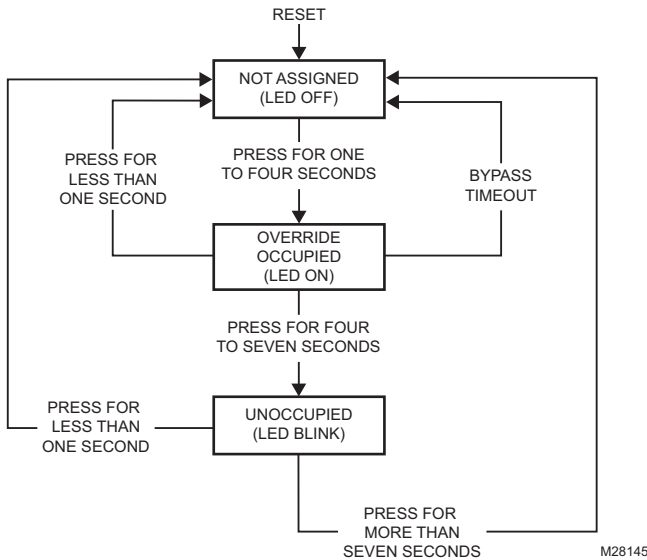 RESET
NOT ASSIGNED
(LED OFF)
PRESS FOR
LESS THAN
ONE SECOND
PRESS FOR ONE
TO FOUR SECONDS
BYPASS
TIMEOUT
OVERRIDE
OCCUPIED
(LED ON)
PRESS FOR FOUR
TO SEVEN SECONDS
PRESS FOR
LESS THAN
ONE SECOND
UNOCCUPIED
(LED BLINK)
PRESS FOR
MORE THAN
SEVEN SECONDS
M28145